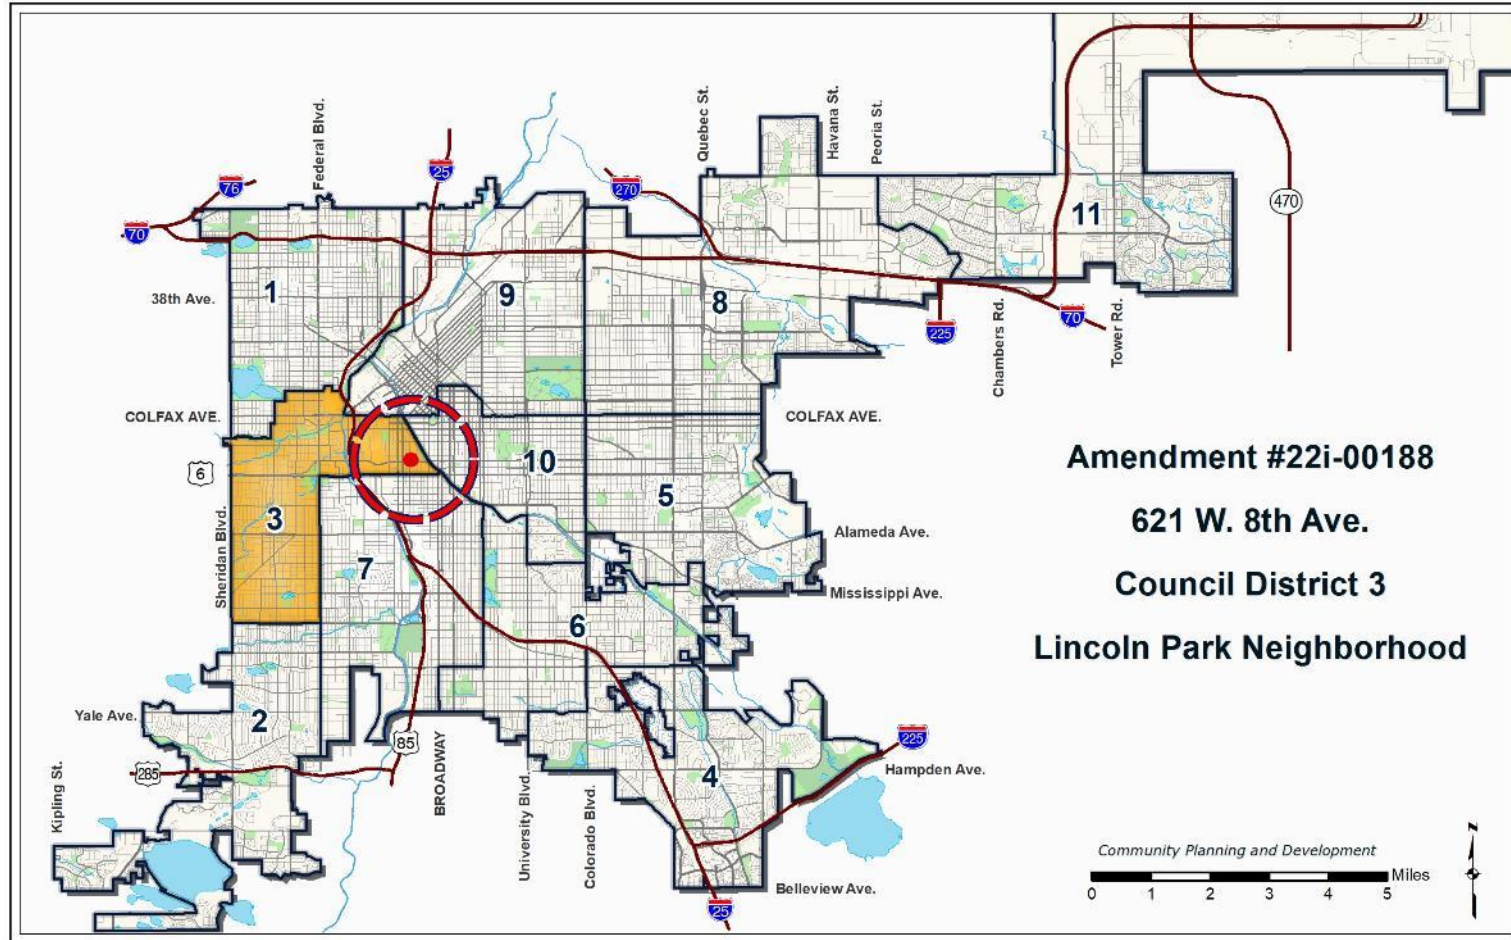 Federal Blvd.
Quebec St.
Havana St.
Peoria St.
76
25
270
70
470
11
1
9
8
38th Ave.
225
70
Chambers Rd.
Tower Rd.
COLFAX AVE.
COLFAX AVE.
6
10
5
3
Sheridan Blvd.
7
Alameda Ave.
Mississippi Ave.
6
Amendment #22i-00188
621 W. 8th Ave.
Council District 3
Lincoln Park Neighborhood
Yale Ave.
2
85
BROADWAY
285
Kipling St.
University Blvd.
Colorado Blvd.
4
225
Hampden Ave.
Belleview Ave.
25
Community Planning and Development
Miles
0 1 2 3 4 5
N